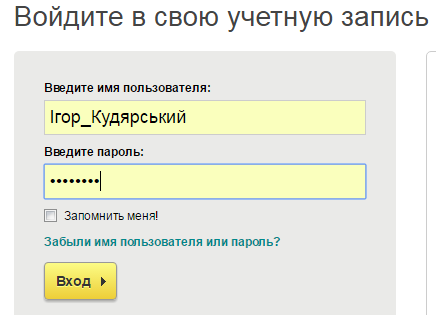 Войдите в свою учетную запись
Введите имя пользователя:
Ігор_Кудярський
Введите пароль:
••••••••
Запомнить меня!
Забыли имя пользователя или пароль?
Вход